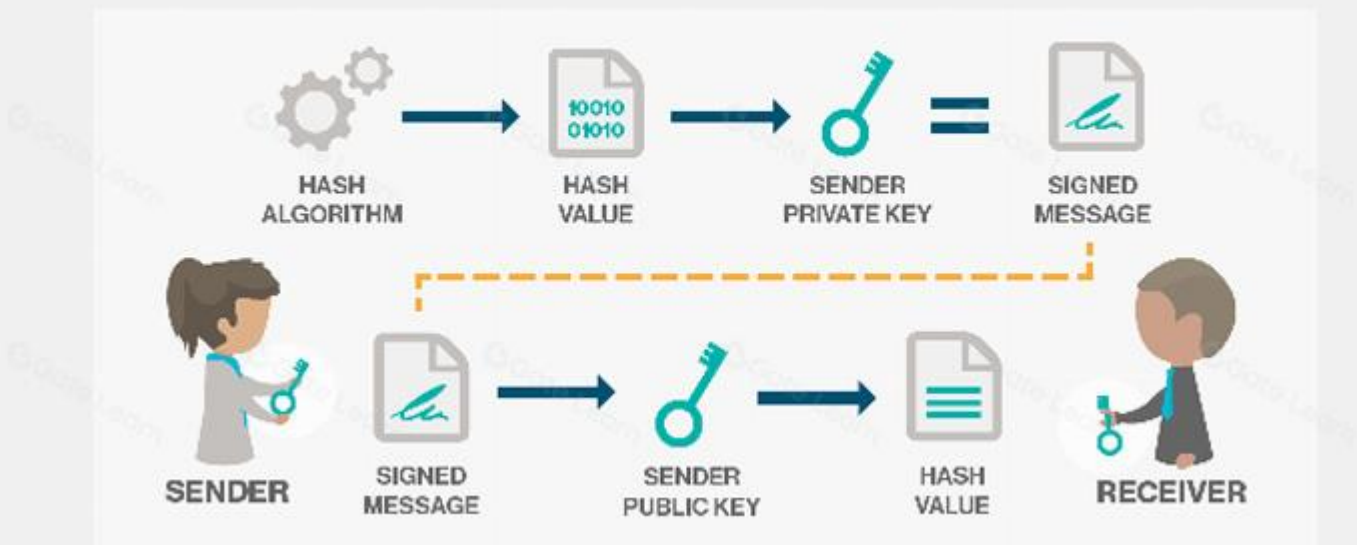 HASH
ALGORITHM
10010
01010
HASH
VALUE
SENDER
PRIVATE KEY
SIGNED
MESSAGE
SENDER
SIGNED
MESSAGE
SENDER
PUBLIC KEY
HASH
VALUE
RECEIVER